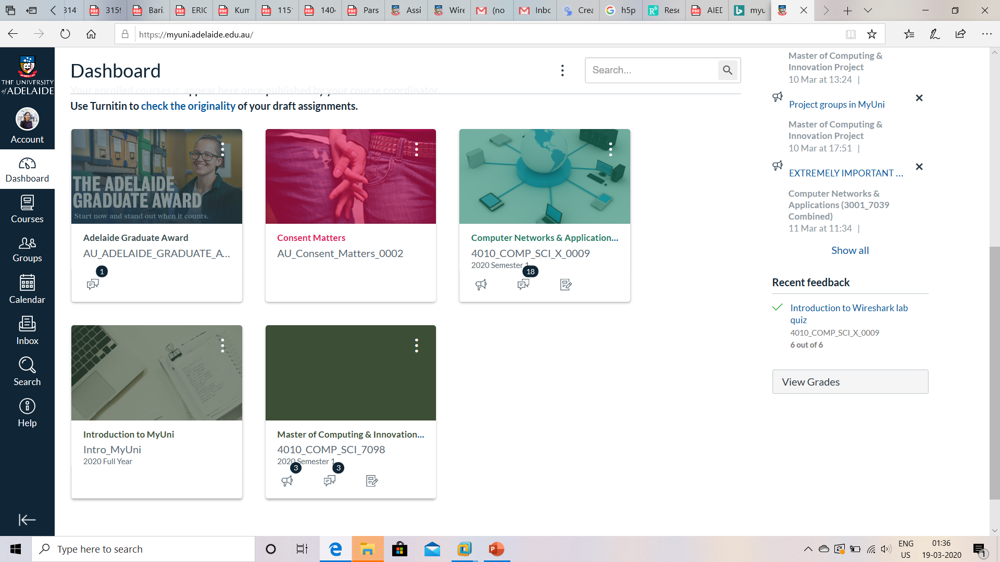 3141
3159
Bari
ERIC
Kum
115
140
Pars
Assi
Wire
(no
Inbc
Crea
h5p
Rese
AIED
myu
https://myuni.adelaide.edu.au/
THE UNIVERSITY
of ADELAIDE
Account
Dashboard
Courses
Groups
Calendar
Inbox
Search
Help
Dashboard
Search...
Your enrolled courses appear here once published by your course coordinator.
Use Turnitin to check the originality of your draft assignments.
THE ADELAIDE
GRADUATE AWARD
Start now and stand out when it counts.
Adelaide Graduate Award
AU_ADELAIDE_GRADUATE_A...
1
Consent Matters
AU_Consent_Matters_0002
Computer Networks & Application...
4010_COMP_SCI_X_0009
2020 Semester 1
18
Introduction to MyUni
Intro_MyUni
2020 Full Year
Master of Computing & Innovation...
4010_COMP_SCI_7098
2020 Semester 1
3
3
Master of Computing &
Innovation Project
10 Mar at 13:24 |
Project groups in MyUni
Master of Computing &
Innovation Project
10 Mar at 17:51 |
EXTREMELY IMPORTANT ...
Computer Networks &
Applications (3001_7039
Combined)
11 Mar at 11:34 |
Show all
Recent feedback
Introduction to Wireshark lab
quiz
4010_COMP_SCI_X_0009
6 out of 6
View Grades
Type here to search
ENG
US
01:36
19-03-2020
1